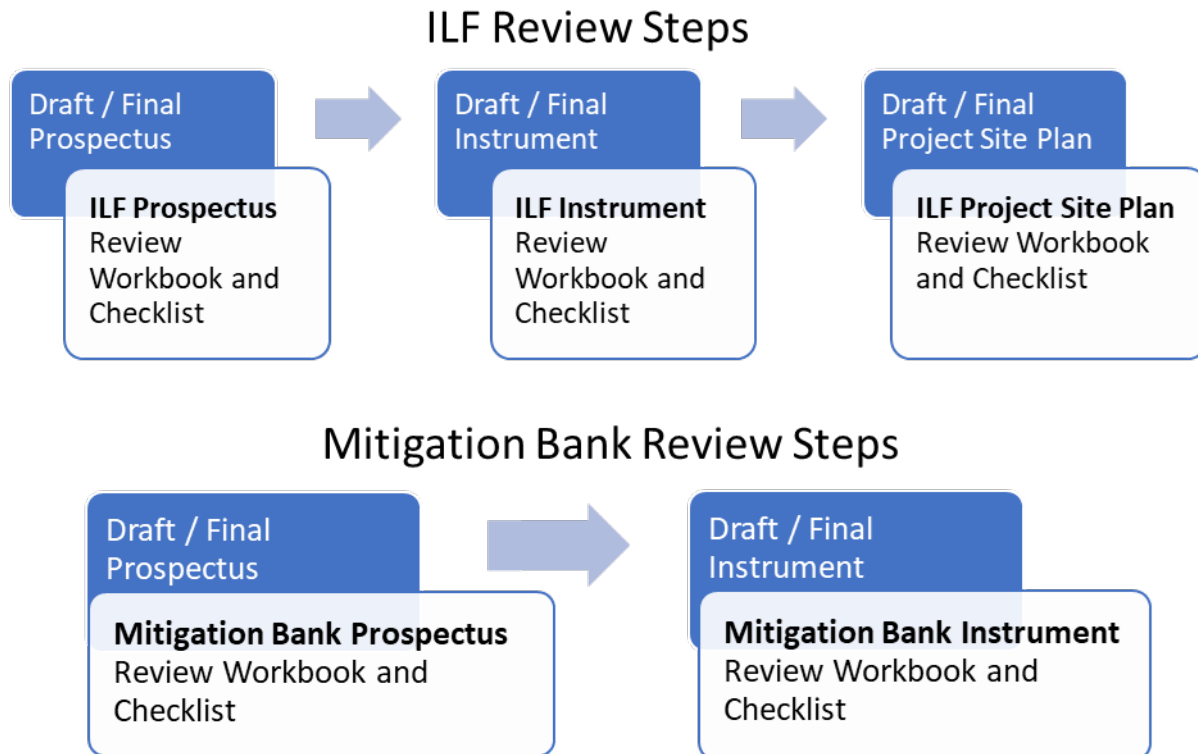 ILF Review Steps
Draft / Final
Prospectus
ILF Prospectus
Review
Workbook and
Checklist
Draft / Final
Instrument
ILF Instrument
Review
Workbook and
Checklist
Draft / Final
Project Site Plan
ILF Project Site Plan
Review Workbook
and Checklist
Mitigation Bank Review Steps
Draft / Final
Prospectus
Mitigation Bank Prospectus
Review Workbook and
Checklist
Draft / Final
Instrument
Mitigation Bank Instrument
Review Workbook and
Checklist